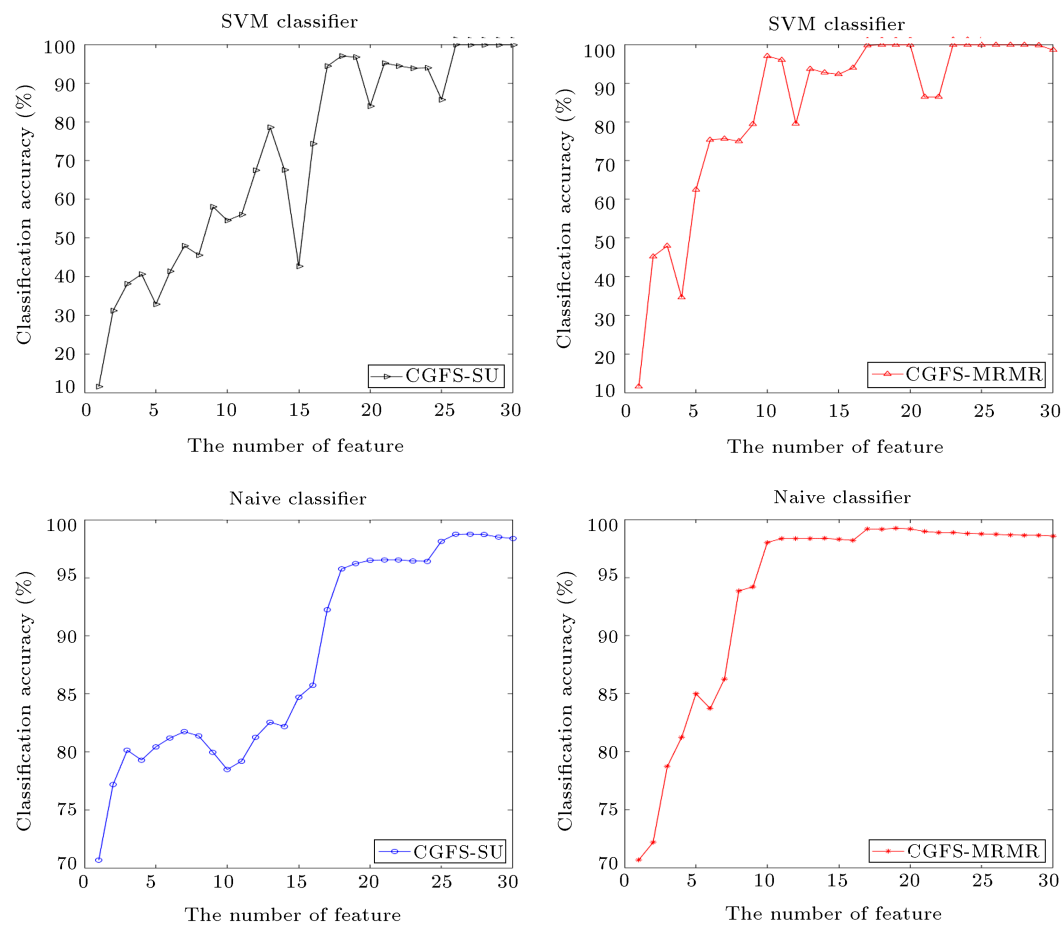 SVM classifier
Classification accuracy (%)
100
90
80
70
60
50
40
30
20
10
CGFS-SU
0 5 10 15 20 25 30
The number of feature
SVM classifier
Classification accuracy (%)
100
90
80
70
60
50
40
30
20
10
CGFS-MRMR
0 5 10 15 20 25 30
The number of feature
Naive classifier
Classification accuracy (%)
100
95
90
85
80
75
70
CGFS-SU
0 5 10 15 20 25 30
The number of feature
Naive classifier
Classification accuracy (%)
100
95
90
85
80
75
70
CGFS-MRMR
0 5 10 15 20 25 30
The number of feature